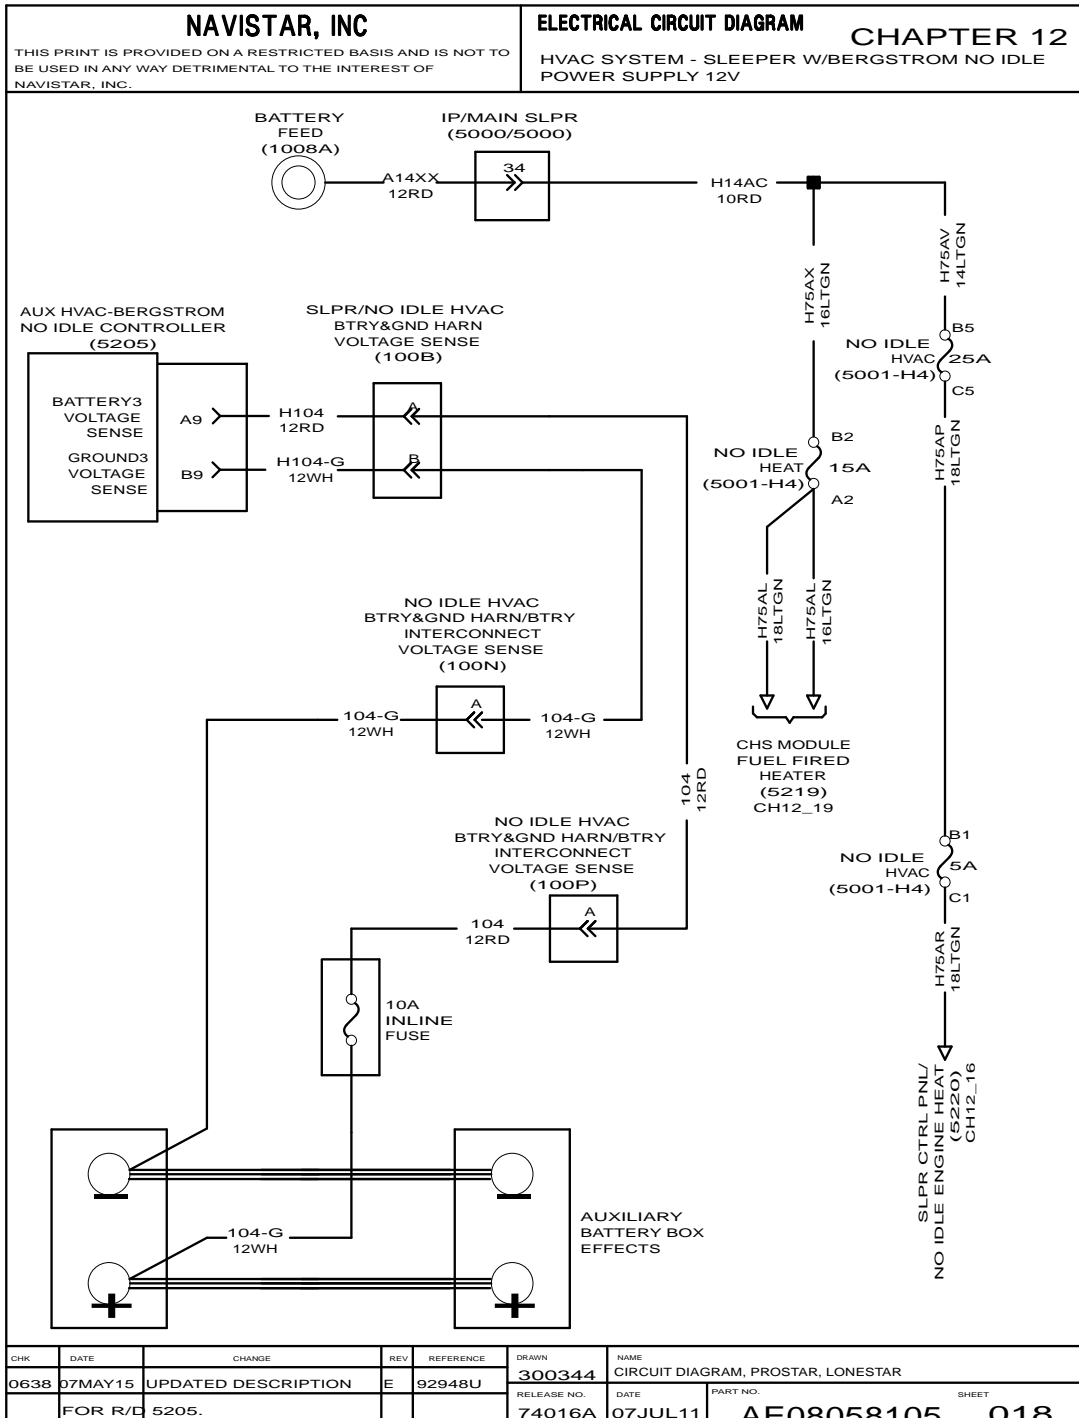 NAVISTAR, INC
THIS PRINT IS PROVIDED ON A RESTRICTED BASIS AND IS NOT TO
BE USED IN ANY WAY DETRIMENTAL TO THE INTEREST OF
NAVISTAR, INC.
ELECTRICAL CIRCUIT DIAGRAM
CHAPTER 12
HVAC SYSTEM - SLEEPER W/BERGSTROM NO IDLE
POWER SUPPLY 12V
BATTERY
FEED
(1008A)
IP/MAIN SLPR
(5000/5000)
34
A14XX
12RD
H14AC
10RD
H75AV
14LTGN
H75AX
16LTGN
AUX HVAC-BERGSTROM
NO IDLE CONTROLLER
(5205)
SLPR/NO IDLE HVAC
BTRY&GND HARN
VOLTAGE SENSE
(100B)
B5
NO IDLE
HVAC
25A
(5001-H4)
C5
BATTERY3
VOLTAGE
SENSE
A9
H104
12RD
A
GROUND3
VOLTAGE
SENSE
B9
H104-G
12WH
B
B2
NO IDLE
HEAT
15A
(5001-H4)
A2
H75AP
18LTGN
H75AL
18LTGN
H75AL
16LTGN
NO IDLE HVAC
BTRY&GND HARN/BTRY
INTERCONNECT
VOLTAGE SENSE
(100N)
A
104-G
12WH
104-G
12WH
CHS MODULE
FUEL FIRED
HEATER
(5219)
CH12_19
104
12RD
NO IDLE HVAC
BTRY&GND HARN/BTRY
INTERCONNECT
VOLTAGE SENSE
(100P)
A
104
12RD
B1
NO IDLE
HVAC
5A
(5001-H4)
C1
H75AR
18LTGN
10A
INLINE
FUSE
SLPR CTRL PNL/
NO IDLE ENGINE HEAT
(5220)
CH12_16
104-G
12WH
AUXILIARY
BATTERY BOX
EFFECTS
CHK DATE CHANGE REV REFERENCE
0638 07MAY15 UPDATED DESCRIPTION E 92948U
FOR R/D 5205.
DRAWN
300344
NAME
CIRCUIT DIAGRAM, PROSTAR, LONESTAR
RELEASE NO.
74016A
DATE
07JUL11
PART NO.
AE08058105
SHEET
018